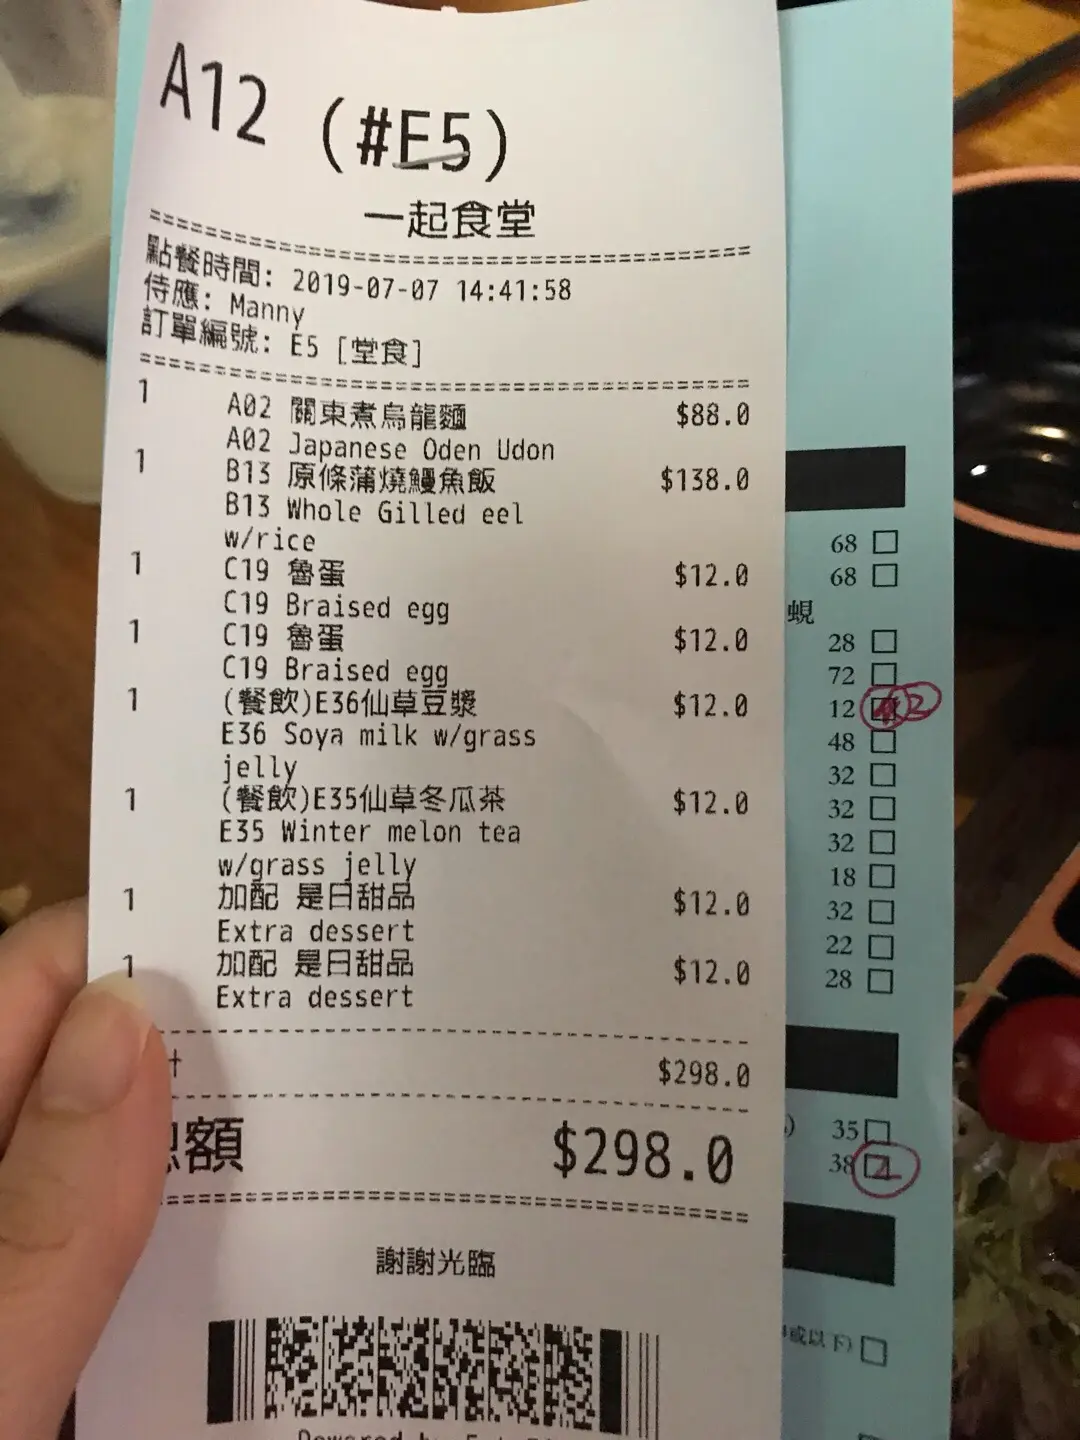 A12 (#E5)
一起食堂
點餐時間: 2019-07-07 14:41:58
侍應: Manny
訂單編號: E5 [堂食]
1 A02 關東煮烏龍麵 $88.0
A02 Japanese Oden Udon
1 B13 原條蒲燒鰻魚飯 $138.0
B13 Whole Gilled eel
w/rice
1 C19 魯蛋 $12.0
C19 Braised egg
1 C19 魯蛋 $12.0
C19 Braised egg
1 (餐飲)E36仙草豆漿 $12.0
E36 Soya milk w/grass
jelly
1 (餐飲)E35仙草冬瓜茶 $12.0
E35 Winter melon tea
w/grass jelly
1 加配 是日甜品 $12.0
Extra dessert
1 加配 是日甜品 $12.0
Extra dessert
$298.0
額 $298.0
謝謝光臨
Powered by
68
68
蜆
28
72
12 2
48
32
32
32
18
32
22
28
35
38
或以下)